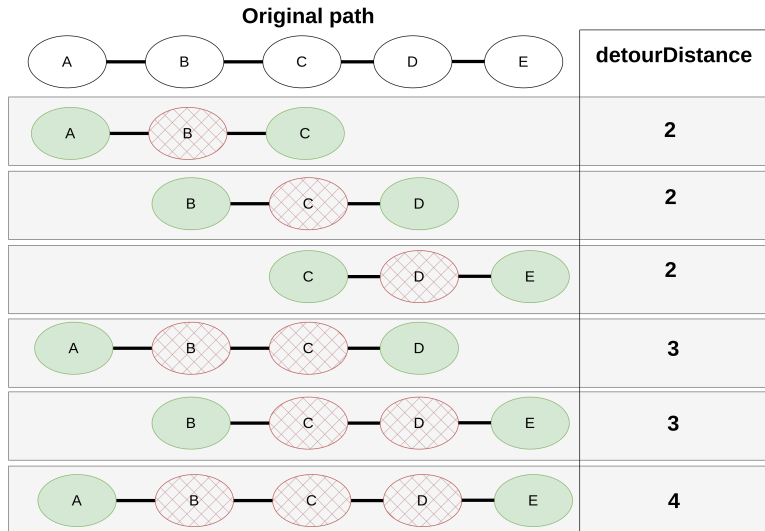 Original path
detourDistance
A B C D E
A B C 2
B C D 2
C D E 2
A B C D 3
B C D E 3
A B C D E 4